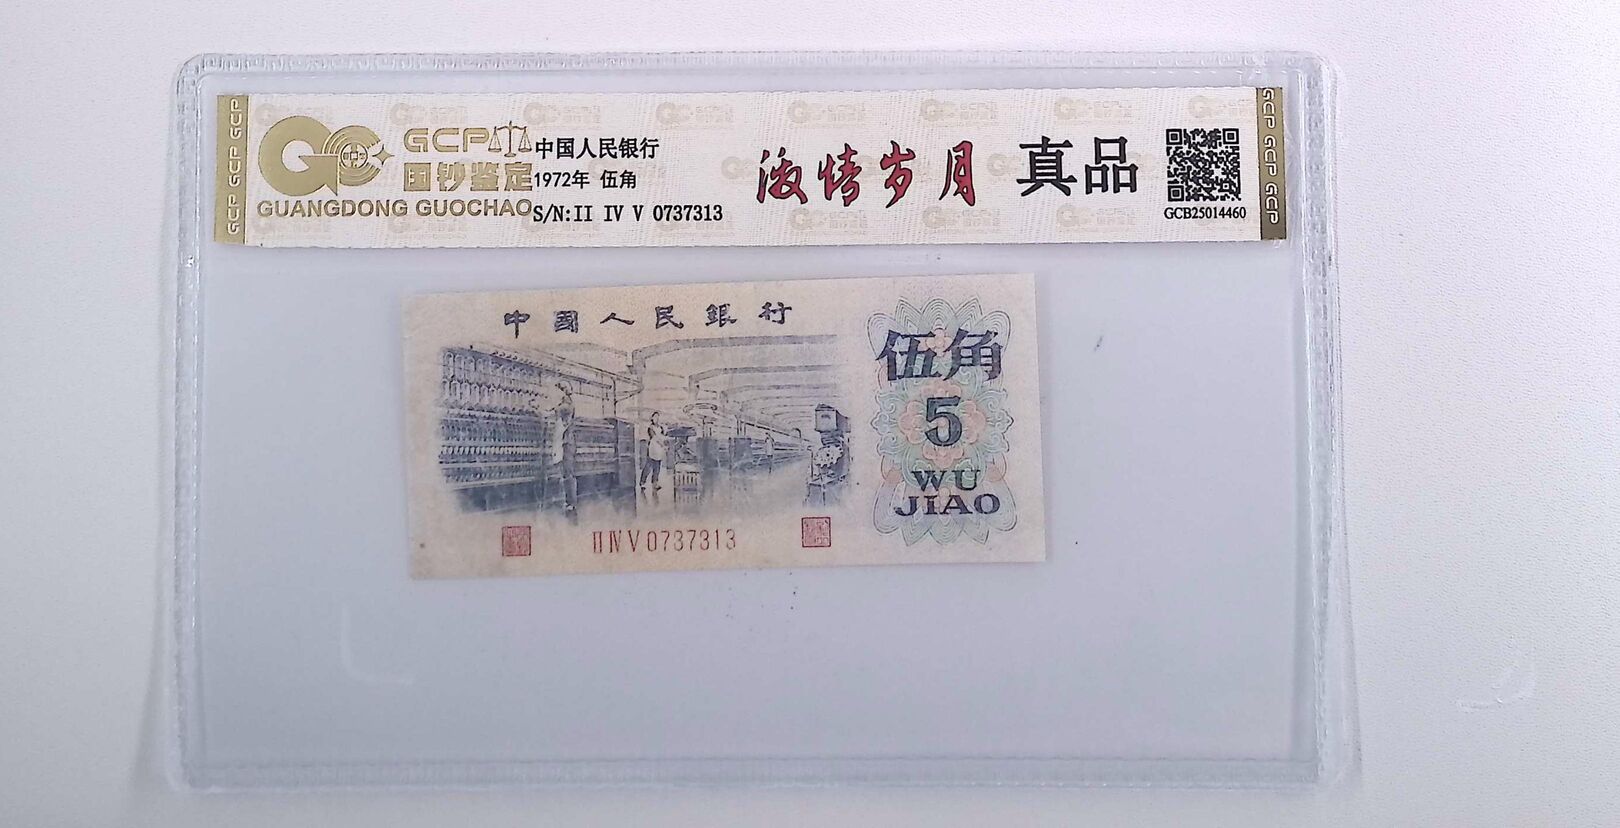 GCP GCP GCP
GCP
国钞鉴定
GUANGDONG GUOCHAO
中国人民银行
1972年 伍角
S/N:II IV V 0737313
激情岁月
真品
GCB25014460
GCP GCP GCP
中國人民銀行
伍角
5
WU
JIAO
II IV V 0737313